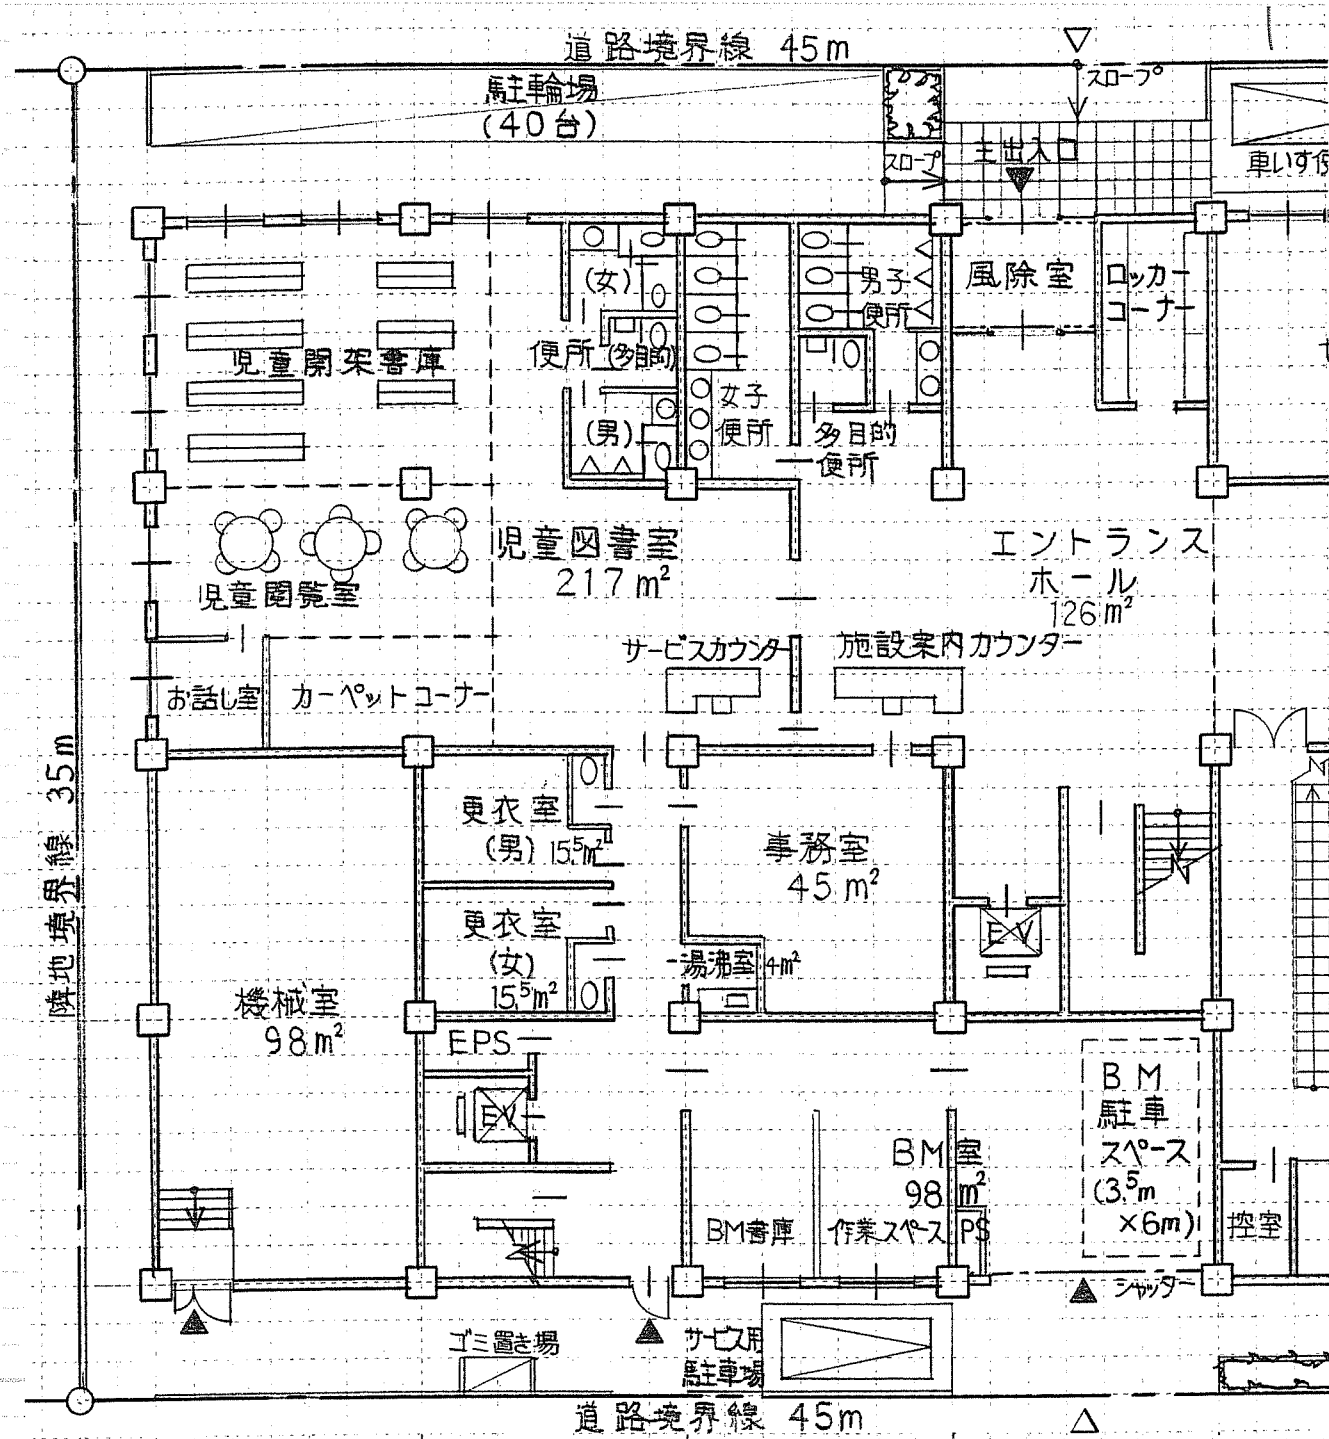 道路境界線 45m
スロープ
駐輪場
(40台)
スロープ
主出入口
風除室
ロッカー
コーナー
(女)
男子
便所
児童開架書庫
便所
(多目的)
女子
便所
(男)
多目的
便所
児童図書室
217m²
エントランス
ホール
126m²
児童閲覧室
サービスカウンター
施設案内カウンター
お話し室
カーペットコーナー
隣地境界線 35m
更衣室
(男) 15.5m²
事務室
45m²
更衣室
(女)
15.5m²
EV
湯沸室 4m²
機械室
98m²
EPS
EV
BM
駐車
スペース
(3.5m
×6m)
BM室
98m²
BM書庫
作業スペース
PS
控室
シャッター
ゴミ置き場
サービス用
駐車場
道路境界線 45m